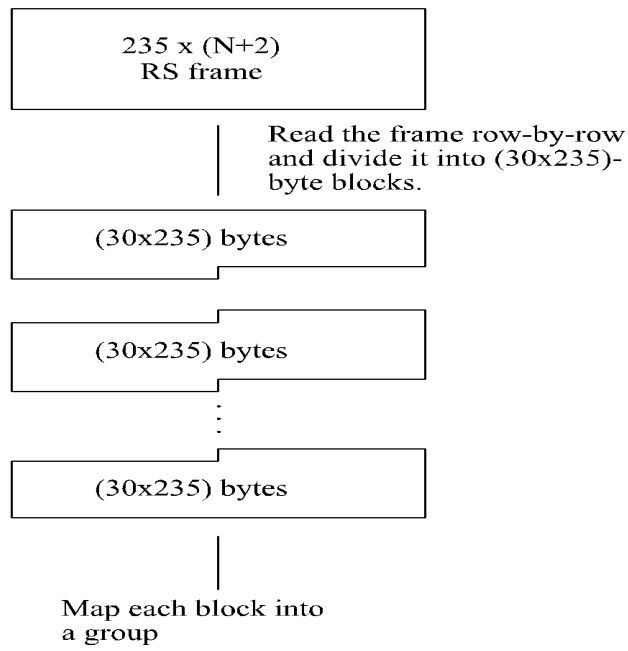 235 x (N+2)
RS frame
Read the frame row-by-row
and divide it into (30x235)-
byte blocks.
(30x235) bytes
(30x235) bytes
(30x235) bytes
Map each block into
a group